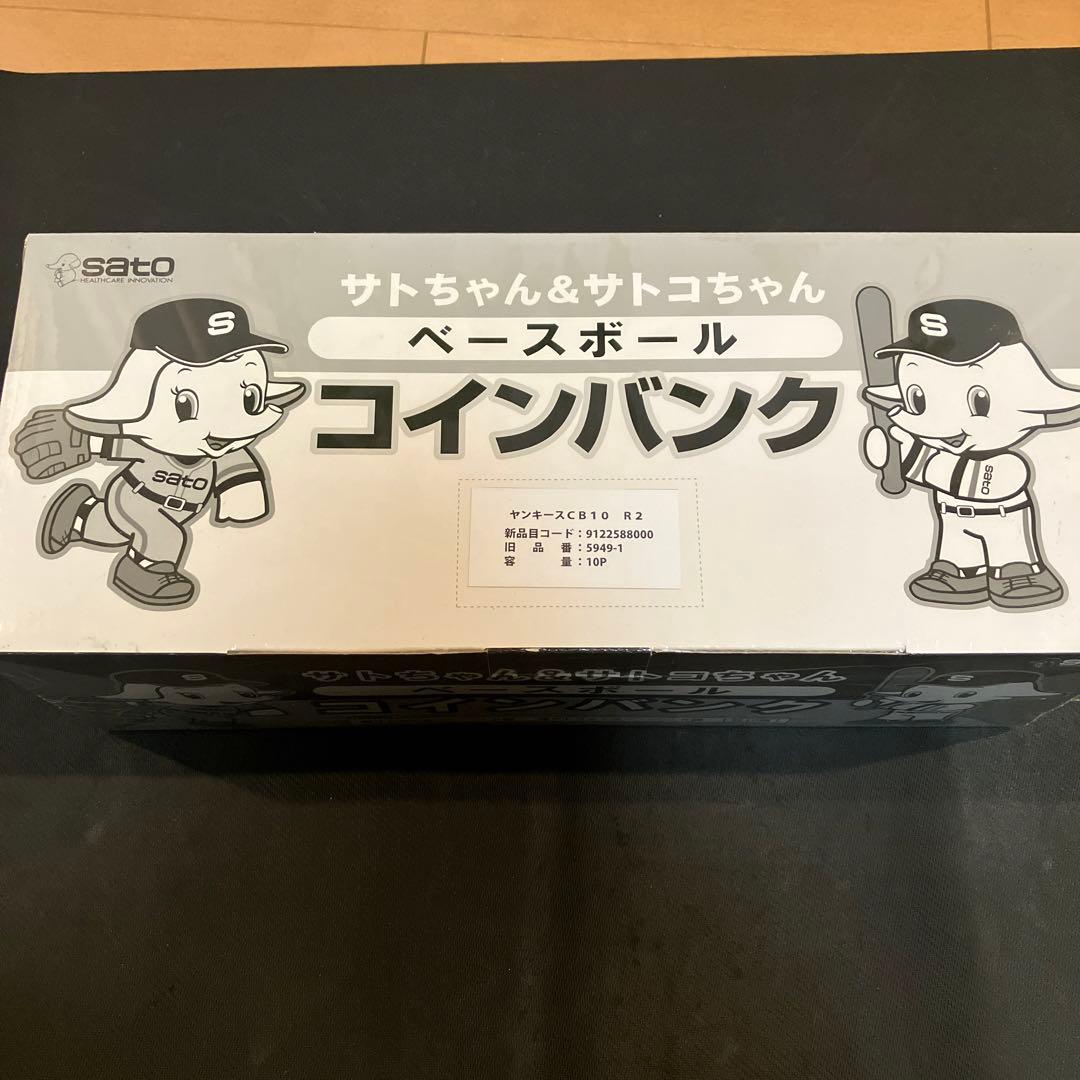 sato
HEALTHCARE INNOVATION
サトちゃん&サトコちゃん
ベースボール
コインバンク
S
S
sato
sato
ヤンキースCB10 R2
新品目コード：9122588000
旧品番：5949-1
容量：10P
サトちゃん&サトコちゃん
ベースボール
コインバンク